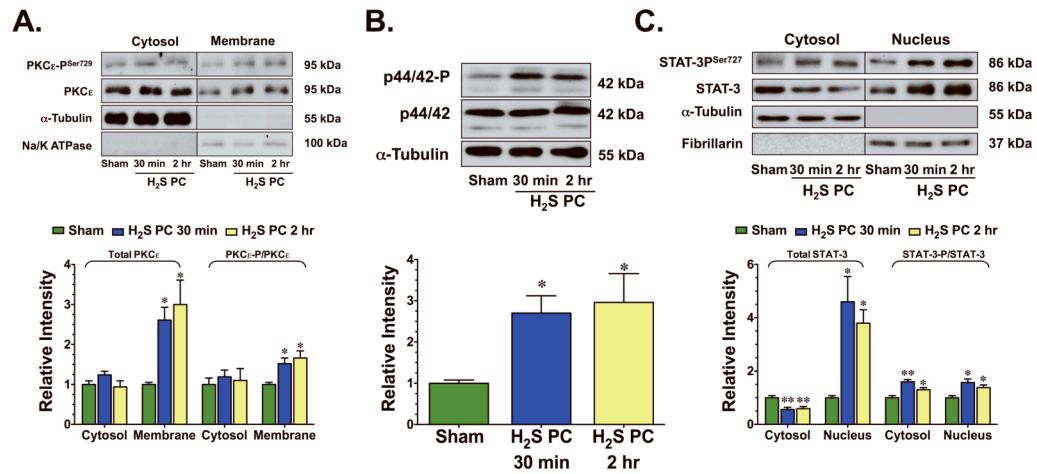 A.
Cytosol Membrane
PKCε-PSer729 95 kDa
PKCε 95 kDa
α-Tubulin 55 kDa
Na/K ATPase 100 kDa
Sham 30 min 2 hr Sham 30 min 2 hr
H2S PC H2S PC
Sham H2S PC 30 min H2S PC 2 hr
Total PKCε PKCε-P/PKCε
Relative Intensity
4
3
2
1
0
* * * *
Cytosol Membrane Cytosol Membrane
B.
p44/42-P 42 kDa
p44/42 42 kDa
α-Tubulin 55 kDa
Sham 30 min 2 hr
H2S PC
Relative Intensity
4
3
2
1
0
* *
Sham H2S PC H2S PC
30 min 2 hr
C.
Cytosol Nucleus
STAT-3PSer727 86 kDa
STAT-3 86 kDa
α-Tubulin 55 kDa
Fibrillarin 37 kDa
Sham 30 min 2 hr Sham 30 min 2 hr
H2S PC H2S PC
Sham H2S PC 30 min H2S PC 2 hr
Total STAT-3 STAT-3-P/STAT-3
Relative Intensity
6
4
2
0
** ** * * ** * * *
Cytosol Nucleus Cytosol Nucleus